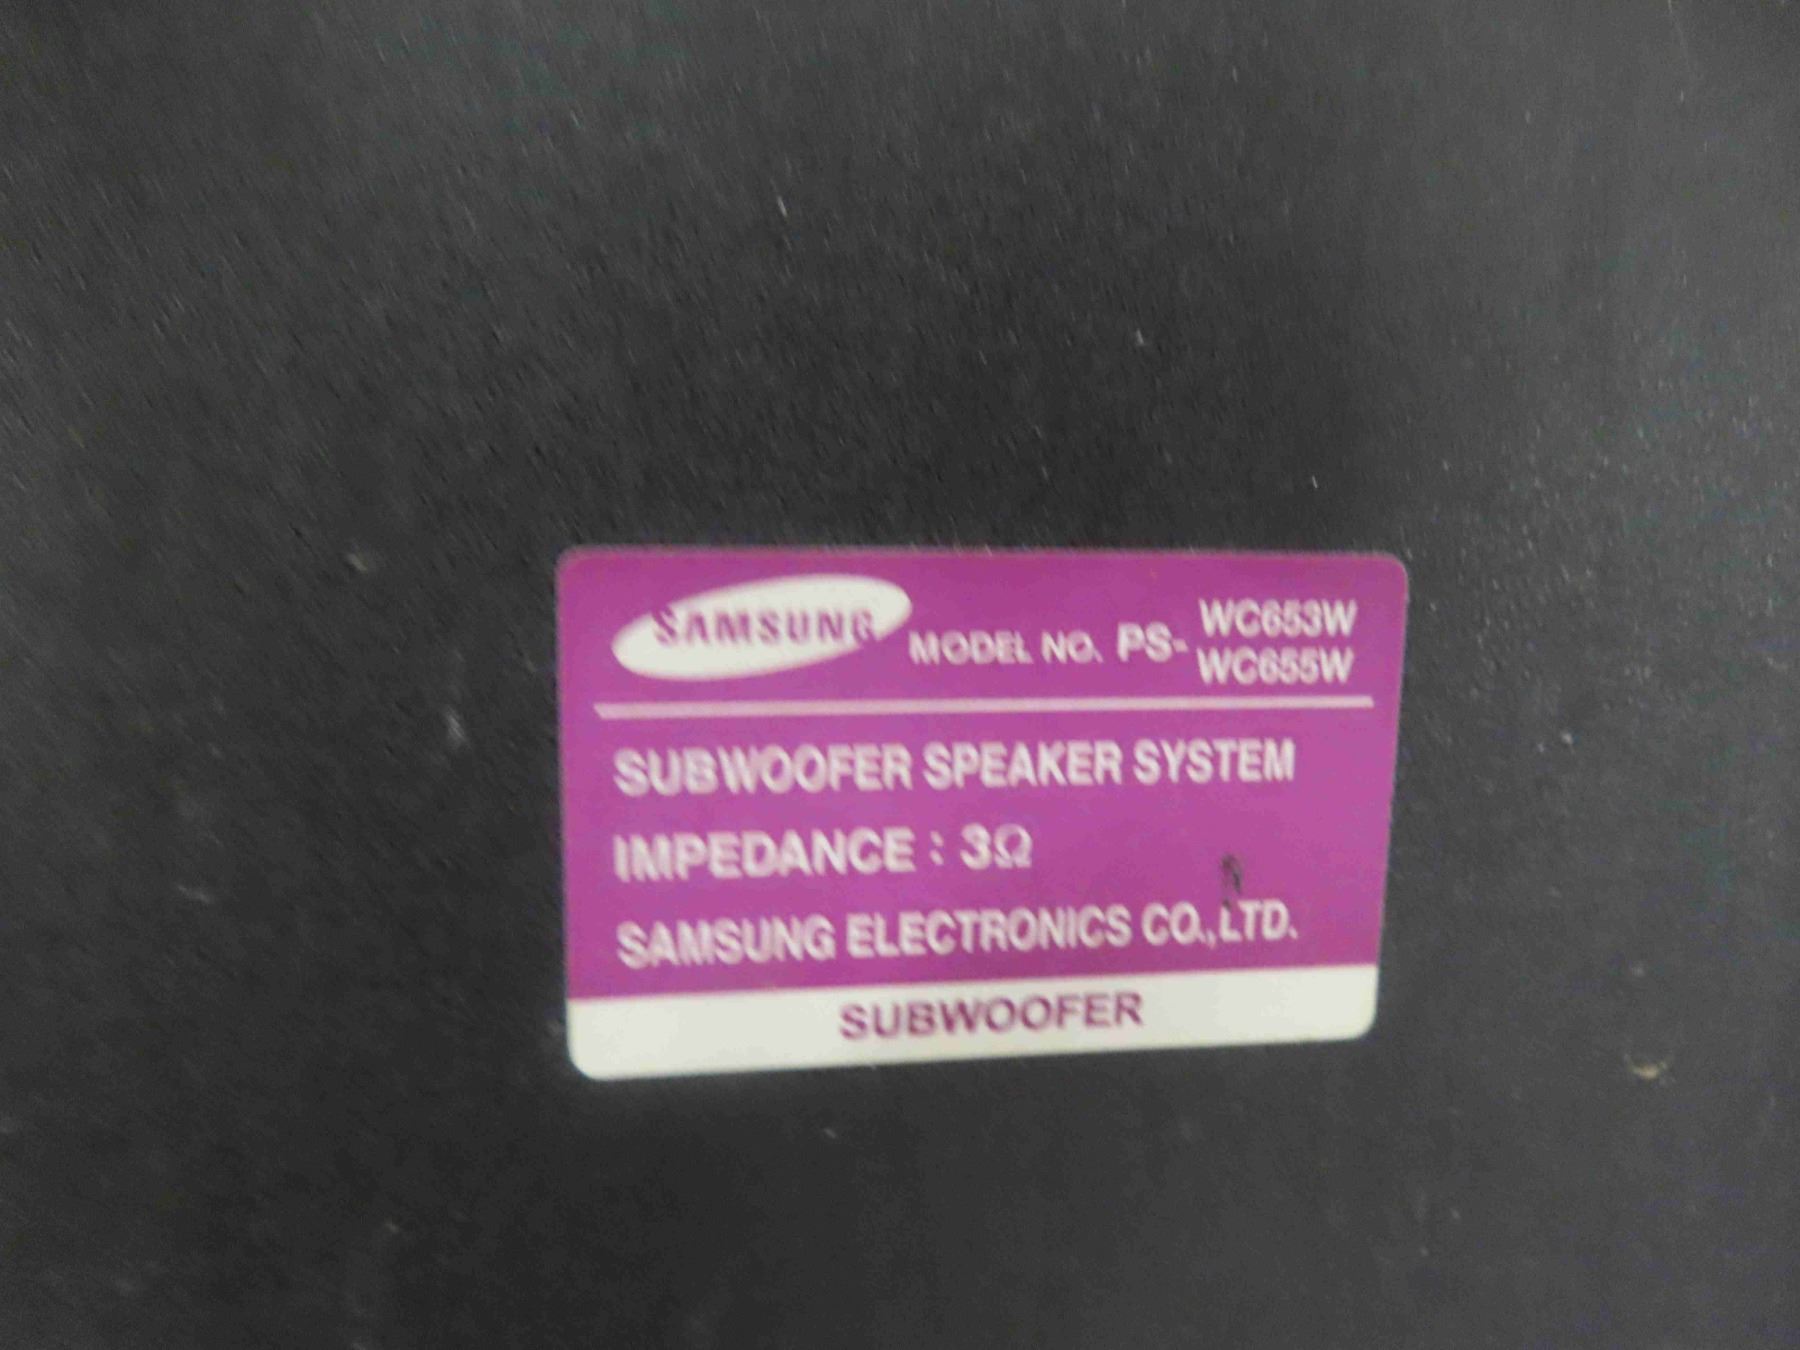 SAMSUNG MODEL NO. PS- WC653W
WC655W
SUBWOOFER SPEAKER SYSTEM
IMPEDANCE : 3Ω
SAMSUNG ELECTRONICS CO.,LTD.
SUBWOOFER